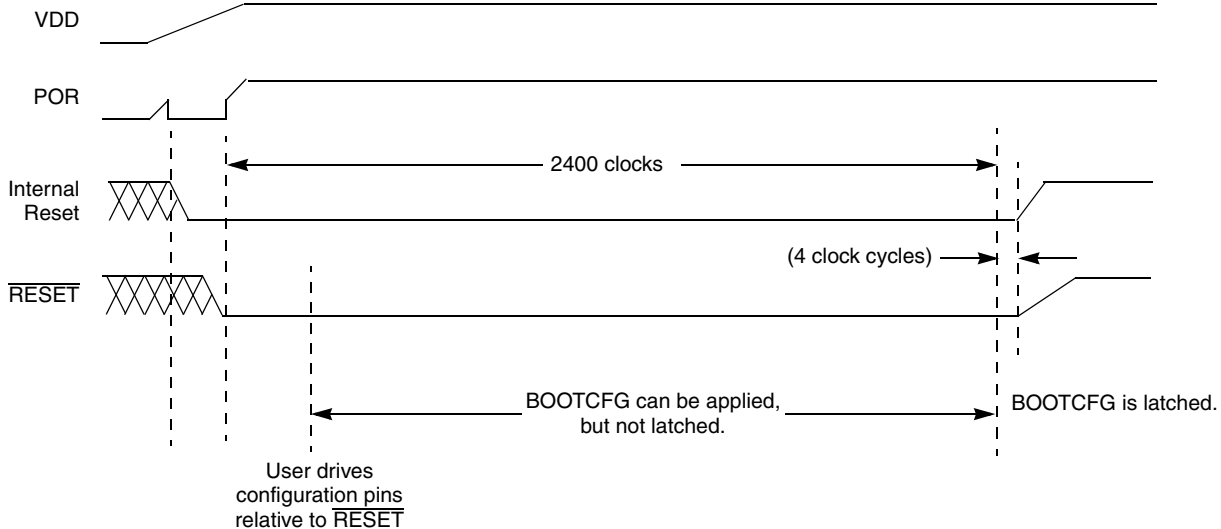 VDD
POR
2400 clocks
Internal
Reset
(4 clock cycles)
RESET
BOOTCFG can be applied,
but not latched.
BOOTCFG is latched.
User drives
configuration pins
relative to RESET